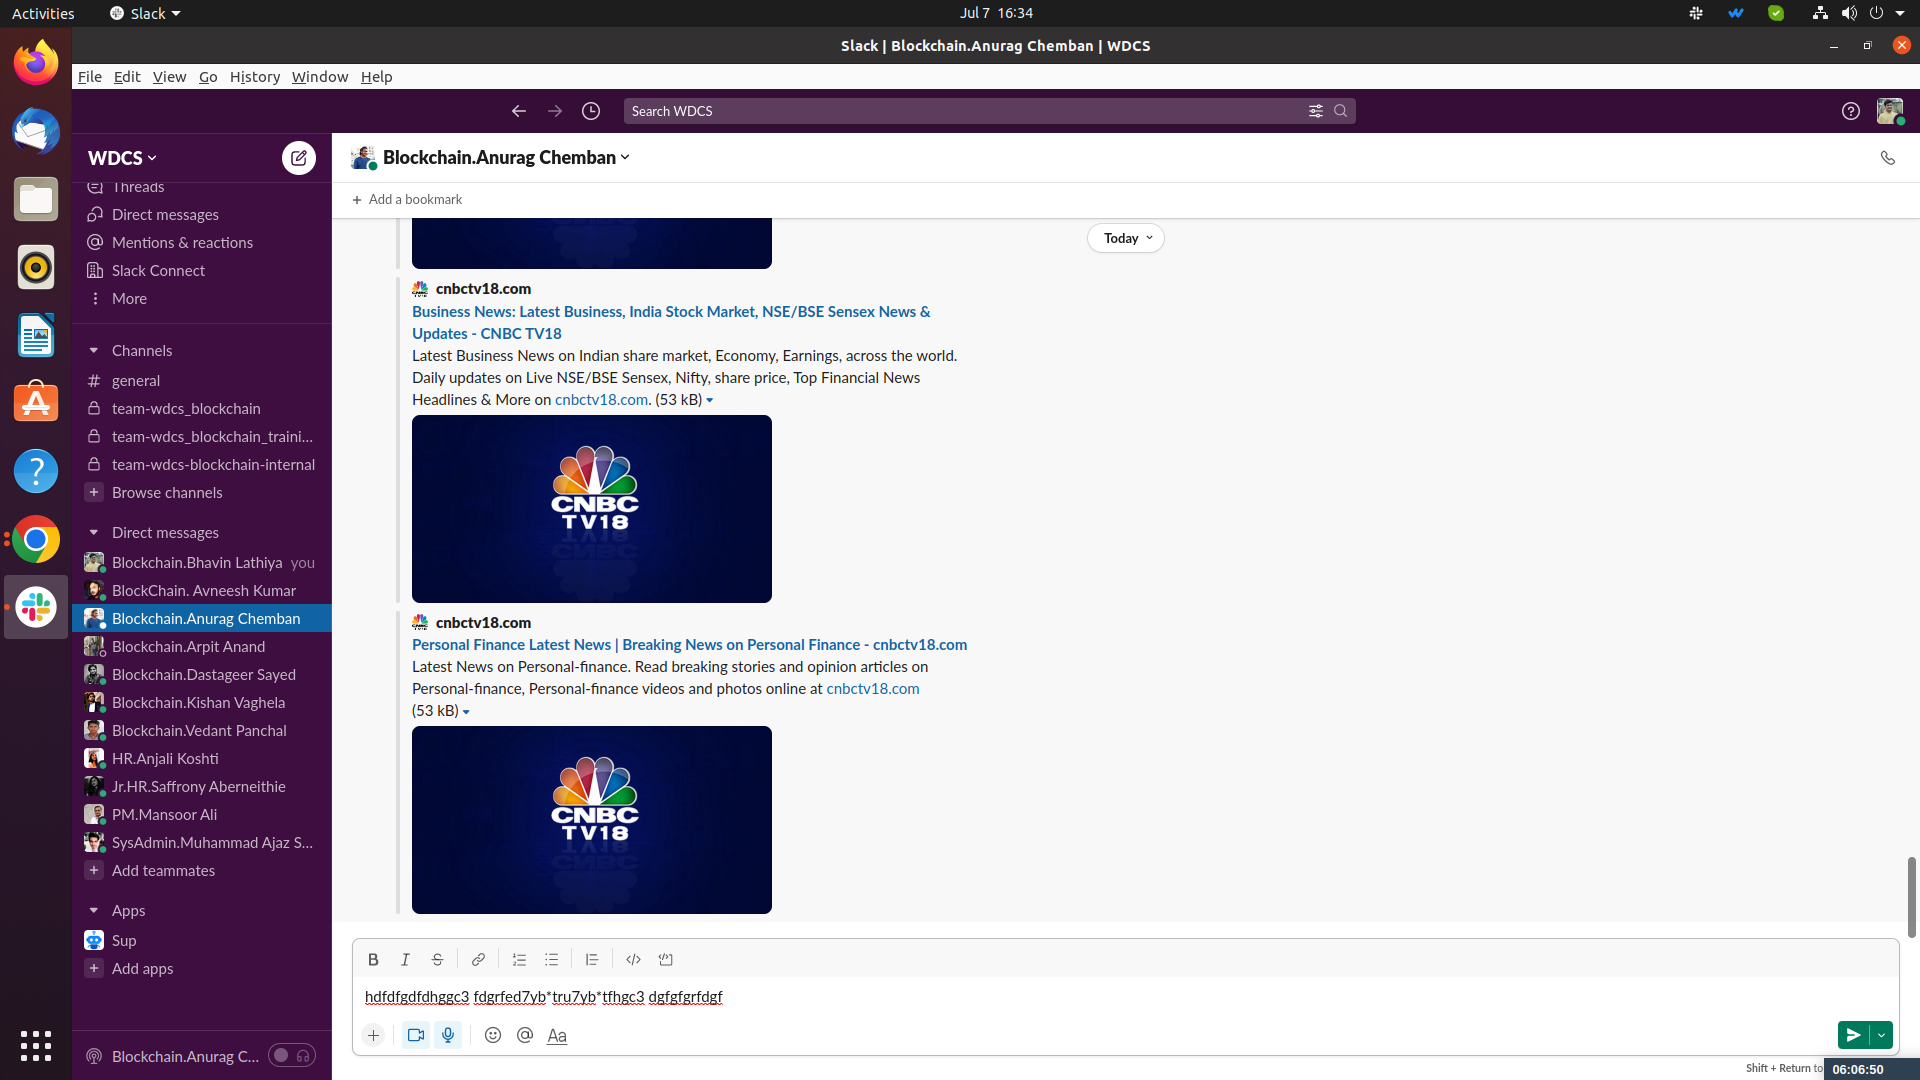 Activities
Slack
Jul 7 16:34
Slack | Blockchain.Anurag Chemban | WDCS
File Edit View Go History Window Help
Search WDCS
WDCS
Threads
Direct messages
Mentions & reactions
Slack Connect
More
Channels
general
team-wdcs_blockchain
team-wdcs_blockchain_traini...
team-wdcs-blockchain-internal
Browse channels
Direct messages
Blockchain.Bhavin Lathiya you
BlockChain. Avneesh Kumar
Blockchain.Anurag Chemban
Blockchain.Arpit Anand
Blockchain.Dastageer Sayed
Blockchain.Kishan Vaghela
Blockchain.Vedant Panchal
HR.Anjali Koshti
Jr.HR.Saffrony Aberneithie
PM.Mansoor Ali
SysAdmin.Muhammad Ajaz S...
Add teammates
Apps
Sup
Add apps
Blockchain.Anurag C...
Blockchain.Anurag Chemban
Add a bookmark
Today
cnbctv18.com
Business News: Latest Business, India Stock Market, NSE/BSE Sensex News &
Updates - CNBC TV18
Latest Business News on Indian share market, Economy, Earnings, across the world.
Daily updates on Live NSE/BSE Sensex, Nifty, share price, Top Financial News
Headlines & More on cnbctv18.com. (53 kB)
CNBC
TV18
cnbctv18.com
Personal Finance Latest News | Breaking News on Personal Finance - cnbctv18.com
Latest News on Personal-finance. Read breaking stories and opinion articles on
Personal-finance, Personal-finance videos and photos online at cnbctv18.com
(53 kB)
CNBC
TV18
hdfdfgdfdhggc3 fdgrfed7yb*tru7yb*tfhgc3 dgfgfgrfdgf
Aa
Shift + Return to
06:06:50